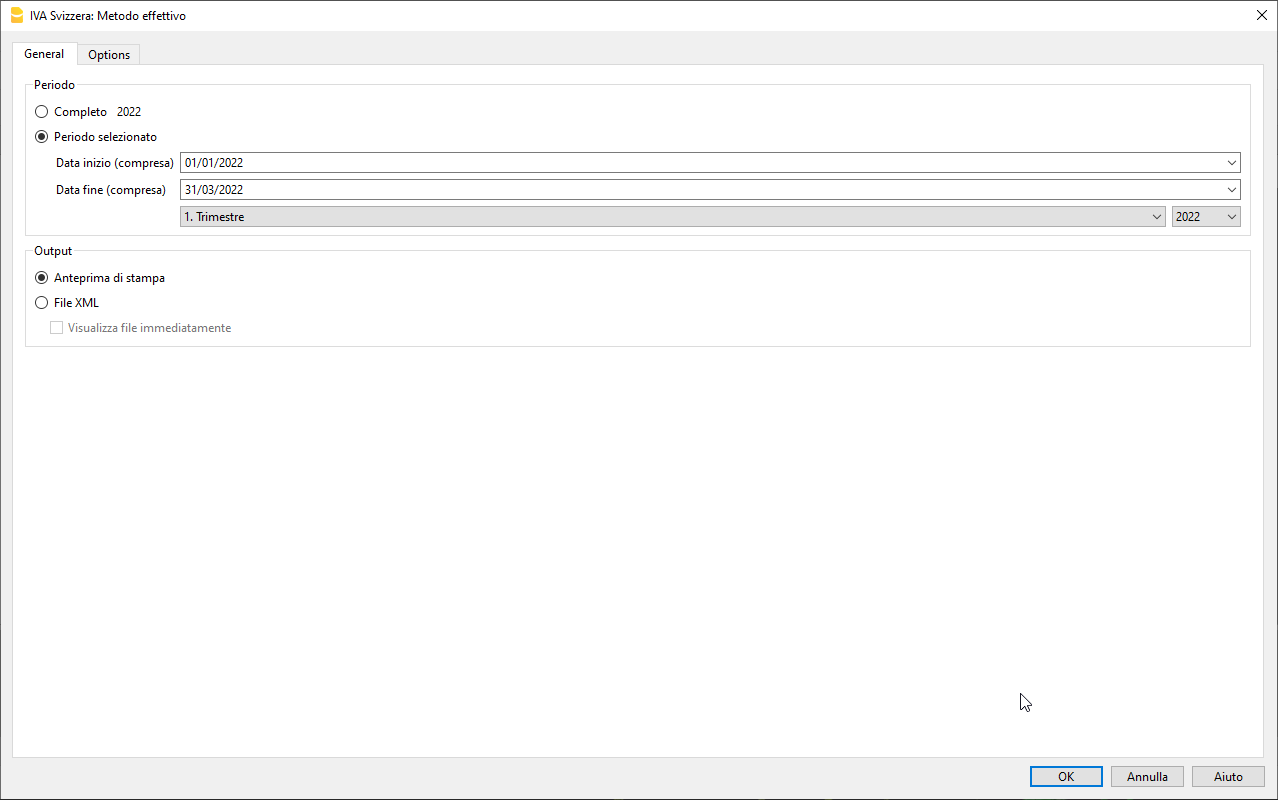 IVA Svizzera: Metodo effettivo
General Options
Periodo
Completo 2022
Periodo selezionato
Data inizio (compresa) 01/01/2022
Data fine (compresa) 31/03/2022
1. Trimestre 2022
Output
Anteprima di stampa
File XML
Visualizza file immediatamente
OK Annulla Aiuto